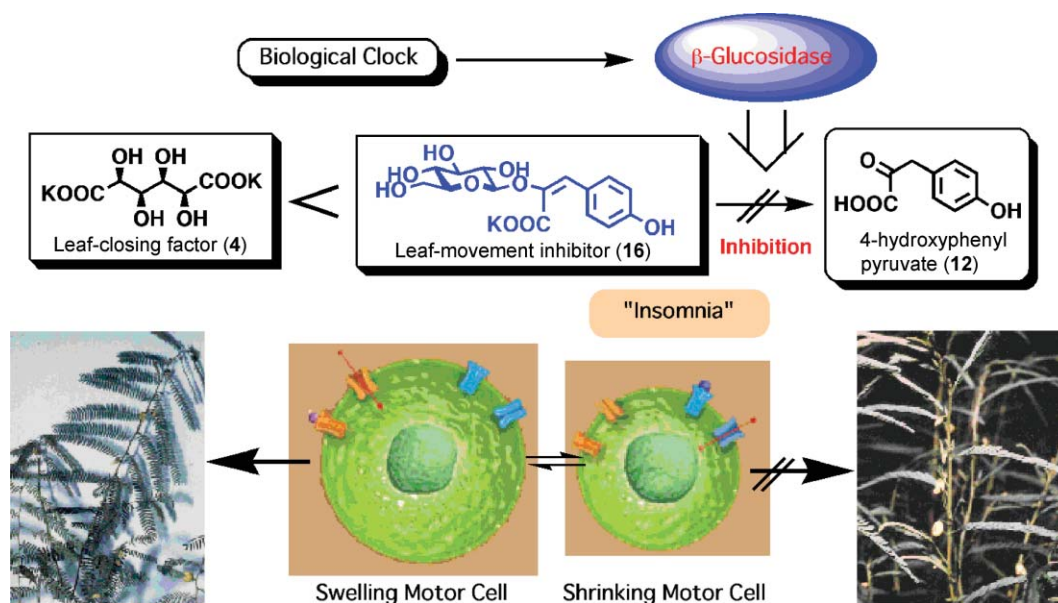 Biological Clock
β-Glucosidase
OH OH
KOOC COOK
OH OH
Leaf-closing factor (4)
<
HO
HO OH
HO O O
KOOC
OH
Leaf-movement inhibitor (16)
Inhibition
O
HOOC
OH
4-hydroxyphenyl
pyruvate (12)
"Insomnia"
Swelling Motor Cell
Shrinking Motor Cell